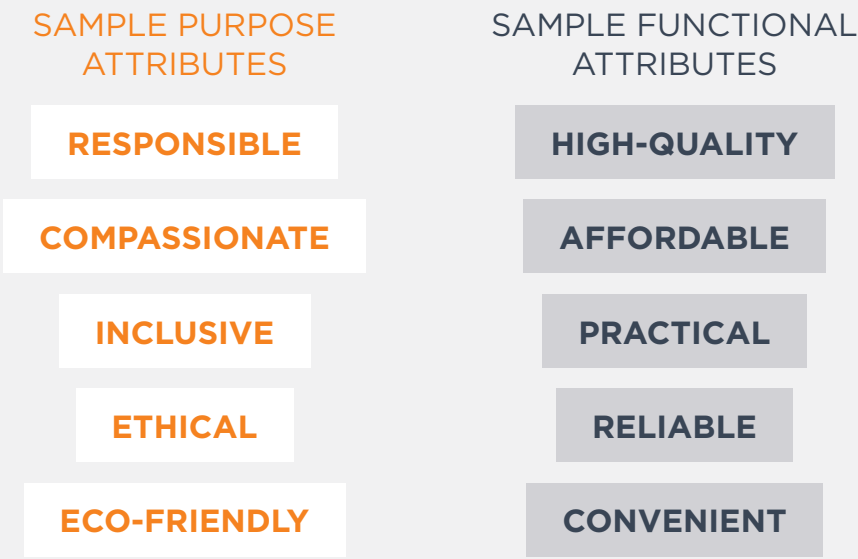 SAMPLE PURPOSE
ATTRIBUTES
RESPONSIBLE
COMPASSIONATE
INCLUSIVE
ETHICAL
ECO-FRIENDLY
SAMPLE FUNCTIONAL
ATTRIBUTES
HIGH-QUALITY
AFFORDABLE
PRACTICAL
RELIABLE
CONVENIENT